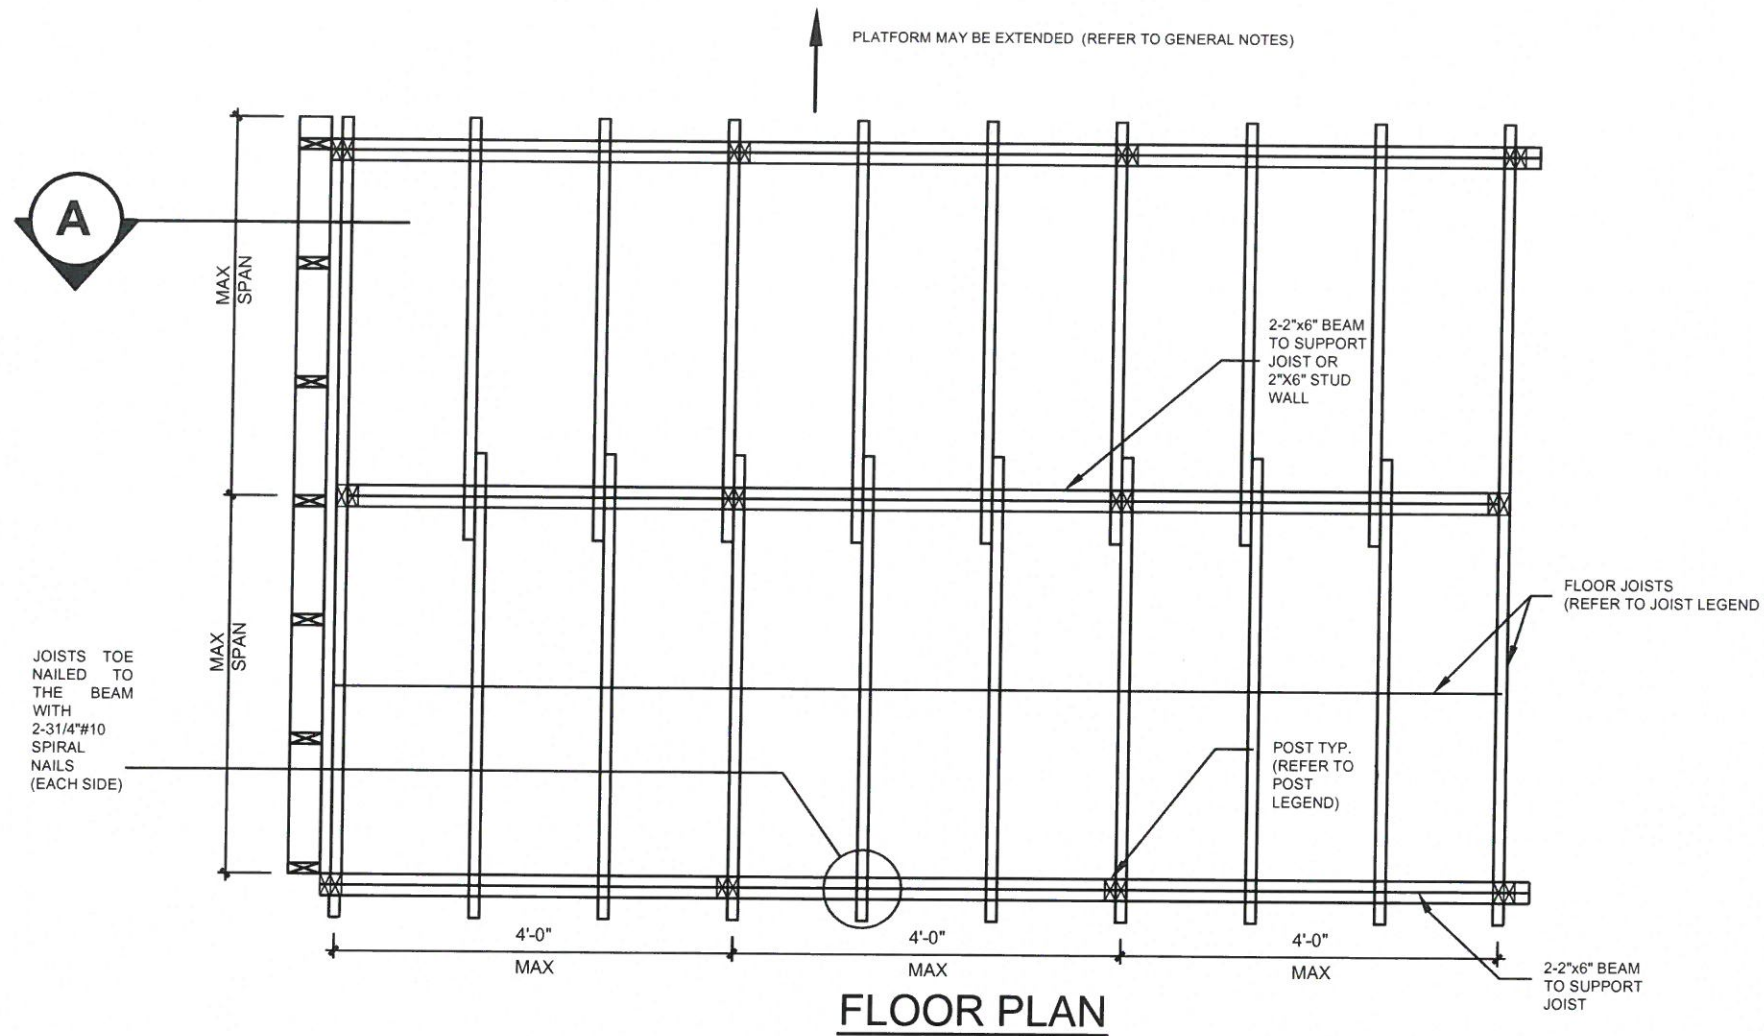 PLATFORM MAY BE EXTENDED (REFER TO GENERAL NOTES)
A
MAX
SPAN
2-2"x6" BEAM
TO SUPPORT
JOIST OR
2"X6" STUD
WALL
FLOOR JOISTS
(REFER TO JOIST LEGEND
MAX
SPAN
JOISTS TOE
NAILED TO
THE BEAM
WITH
2-31/4"#10
SPIRAL
NAILS
(EACH SIDE)
POST TYP.
(REFER TO
POST
LEGEND)
4'-0"
MAX
4'-0"
MAX
4'-0"
MAX
2-2"x6" BEAM
TO SUPPORT
JOIST
FLOOR PLAN